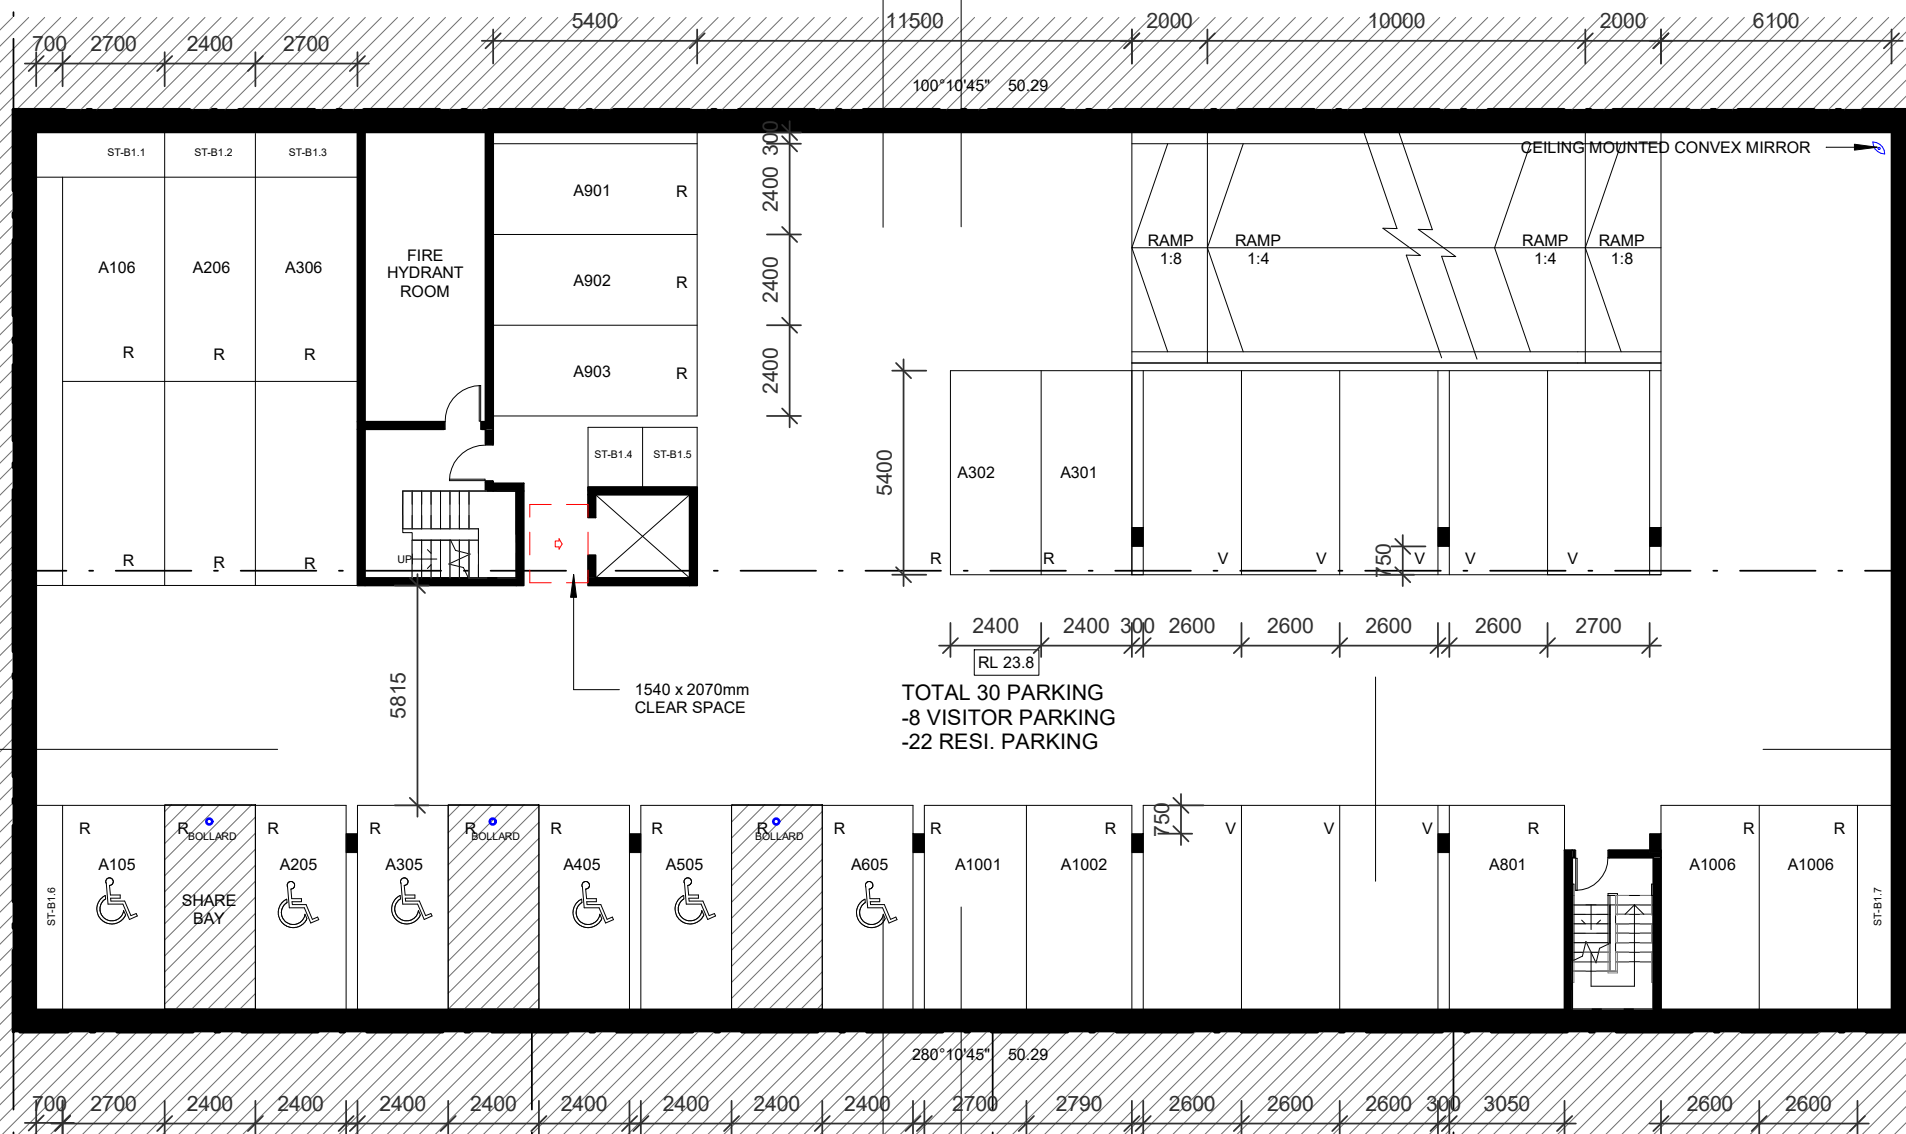 5400
11500
2000
10000
2000
6100
700
2700
2400
2700
100°10'45" 50.29
ST-B1.1
ST-B1.2
ST-B1.3
300
CEILING MOUNTED CONVEX MIRROR
A901
R
2400
A106
A206
A306
FIRE
HYDRANT
ROOM
A902
R
2400
RAMP
1:8
RAMP
1:4
RAMP
1:4
RAMP
1:8
R
R
R
A903
R
2400
ST-B1.4
ST-B1.5
5400
A302
A301
UP
R
R
R
R
R
V
V
750
V
V
V
2400
2400
300
2600
2600
2600
2600
2700
RL 23.8
5815
1540 x 2070mm
CLEAR SPACE
TOTAL 30 PARKING
-8 VISITOR PARKING
-22 RESI. PARKING
750
R
R
BOLLARD
R
R
R
BOLLARD
R
R
R
BOLLARD
R
R
R
V
V
V
R
R
R
ST-B1.6
A105
SHARE
BAY
A205
A305
A405
A505
A605
A1001
A1002
A801
A1006
A1006
ST-B1.7
280°10'45" 50.29
700
2700
2400
2400
2400
2400
2400
2400
2400
2400
2700
2790
2600
2600
2600
300
3050
2600
2600